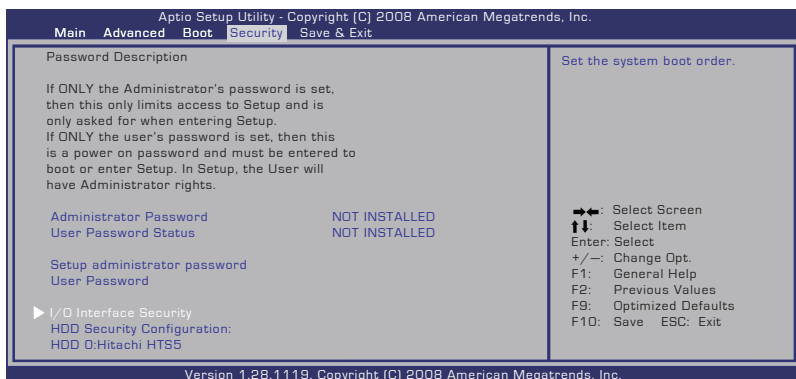 Aptio Setup Utility - Copyright (C) 2008 American Megatrends, Inc.
Main Advanced Boot Security Save & Exit
Password Description
If ONLY the Administrator's password is set,
then this only limits access to Setup and is
only asked for when entering Setup.
If ONLY the user's password is set, then this
is a power on password and must be entered to
boot or enter Setup. In Setup, the User will
have Administrator rights.
Administrator Password NOT INSTALLED
User Password Status NOT INSTALLED
Setup administrator password
User Password
I/O Interface Security
HDD Security Configuration:
HDD 0:Hitachi HTS5
Set the system boot order.
→←: Select Screen
↑↓: Select Item
Enter: Select
+/—: Change Opt.
F1: General Help
F2: Previous Values
F9: Optimized Defaults
F10: Save ESC: Exit
Version 1.28.1119. Copyright (C) 2008 American Megatrends, Inc.